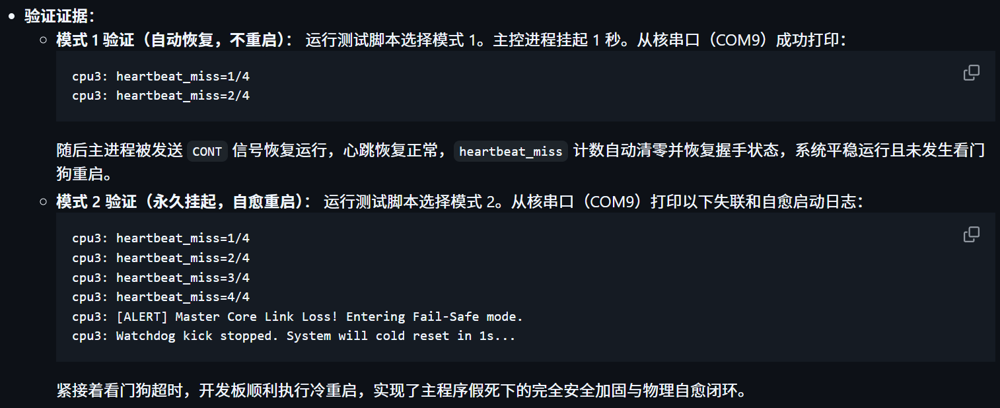 验证证据：
模式 1 验证（自动恢复，不重启）： 运行测试脚本选择模式 1。主控进程挂起 1 秒。从核串口（COM9）成功打印：
cpu3: heartbeat_miss=1/4
cpu3: heartbeat_miss=2/4
随后主进程被发送 CONT 信号恢复运行，心跳恢复正常， heartbeat_miss 计数自动清零并恢复握手状态，系统平稳运行且未发生看门
狗重启。
模式 2 验证（永久挂起，自愈重启）： 运行测试脚本选择模式 2。从核串口（COM9）打印以下失联和自愈启动日志：
cpu3: heartbeat_miss=1/4
cpu3: heartbeat_miss=2/4
cpu3: heartbeat_miss=3/4
cpu3: heartbeat_miss=4/4
cpu3: [ALERT] Master Core Link Loss! Entering Fail-Safe mode.
cpu3: Watchdog kick stopped. System will cold reset in 1s...
紧接着看门狗超时，开发板顺利执行冷重启，实现了主程序假死下的完全安全加固与物理自愈闭环。